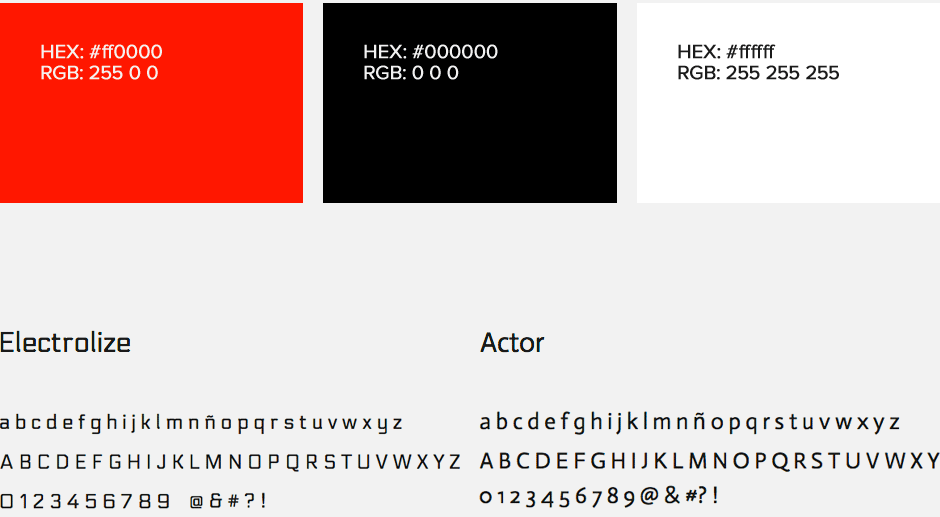 HEX: #ff0000
RGB: 255 0 0
HEX: #000000
RGB: 0 0 0
HEX: #ffffff
RGB: 255 255 255
Electrolize
a b c d e f g h i j k l m n ñ o p q r s t u v w x y z
A B C D E F G H I J K L M N O P Q R S T U V W X Y Z
0 1 2 3 4 5 6 7 8 9 @ & # ? !
Actor
a b c d e f g h i j k l m n ñ o p q r s t u v w x y z
A B C D E F G H I J K L M N O P Q R S T U V W X Y
0 1 2 3 4 5 6 7 8 9 @ & # ? !